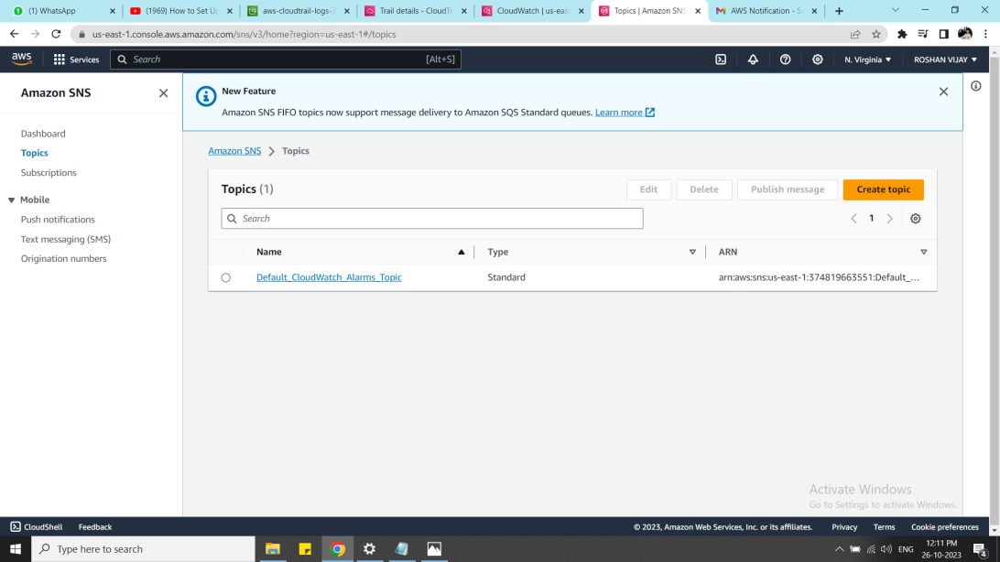 (1) WhatsApp
(1969) How to Set Up
aws-cloudtrail-logs-3
Trail details - CloudTr
CloudWatch | us-east
Topics | Amazon SNS
AWS Notification - Su
us-east-1.console.aws.amazon.com/sns/v3/home?region=us-east-1#/topics
aws Services Search [Alt+S] N. Virginia ROSHAN VIJAY
Amazon SNS
Dashboard
Topics
Subscriptions
Mobile
Push notifications
Text messaging (SMS)
Origination numbers
New Feature
Amazon SNS FIFO topics now support message delivery to Amazon SQS Standard queues. Learn more
Amazon SNS > Topics
Topics (1) Edit Delete Publish message Create topic
Search 1
Name Type ARN
Default_CloudWatch_Alarms_Topic Standard arn:aws:sns:us-east-1:374819663551:Default_...
Activate Windows
Go to Settings to activate Windows.
CloudShell Feedback © 2023, Amazon Web Services, Inc. or its affiliates. Privacy Terms Cookie preferences
Type here to search ENG 12:11 PM
26-10-2023 2